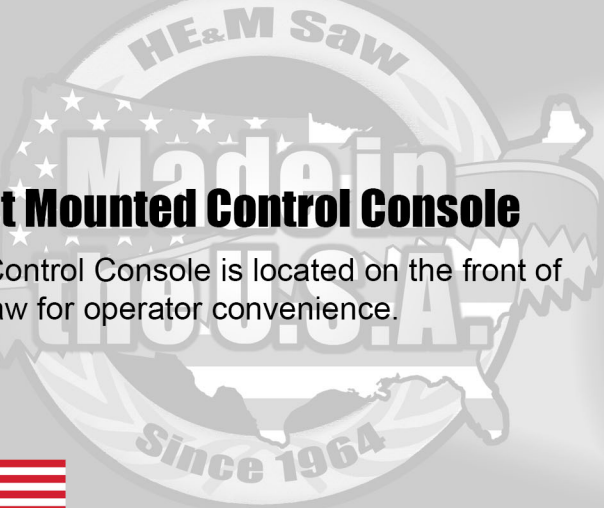 HE&M Saw
Made in
the U.S.A.
t Mounted Control Console
Control Console is located on the front of
aw for operator convenience.
Since 1964